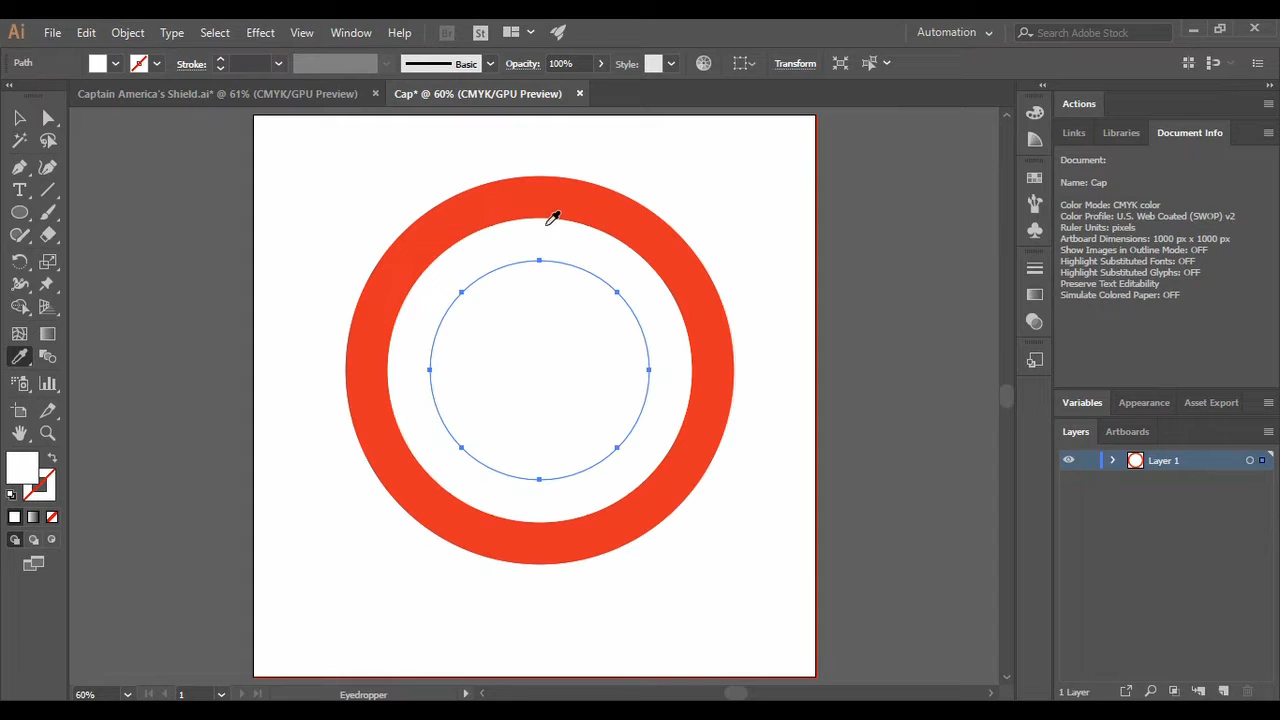 Ai File Edit Object Type Select Effect View Window Help Br St Automation Search Adobe Stock
Path Stroke: Basic Opacity: 100% Style: Transform
Captain America's Shield.ai* @ 61% (CMYK/GPU Preview) × Cap* @ 60% (CMYK/GPU Preview) ×
Actions
Links Libraries Document Info
Document:
Name: Cap
Color Mode: CMYK color
Color Profile: U.S. Web Coated (SWOP) v2
Ruler Units: pixels
Artboard Dimensions: 1000 px x 1000 px
Show Images in Outline Mode: OFF
Highlight Substituted Fonts: OFF
Highlight Substituted Glyphs: OFF
Preserve Text Editability
Simulate Colored Paper: OFF
Variables Appearance Asset Export
Layers Artboards
Layer 1
60% 1 Eyedropper
1 Layer